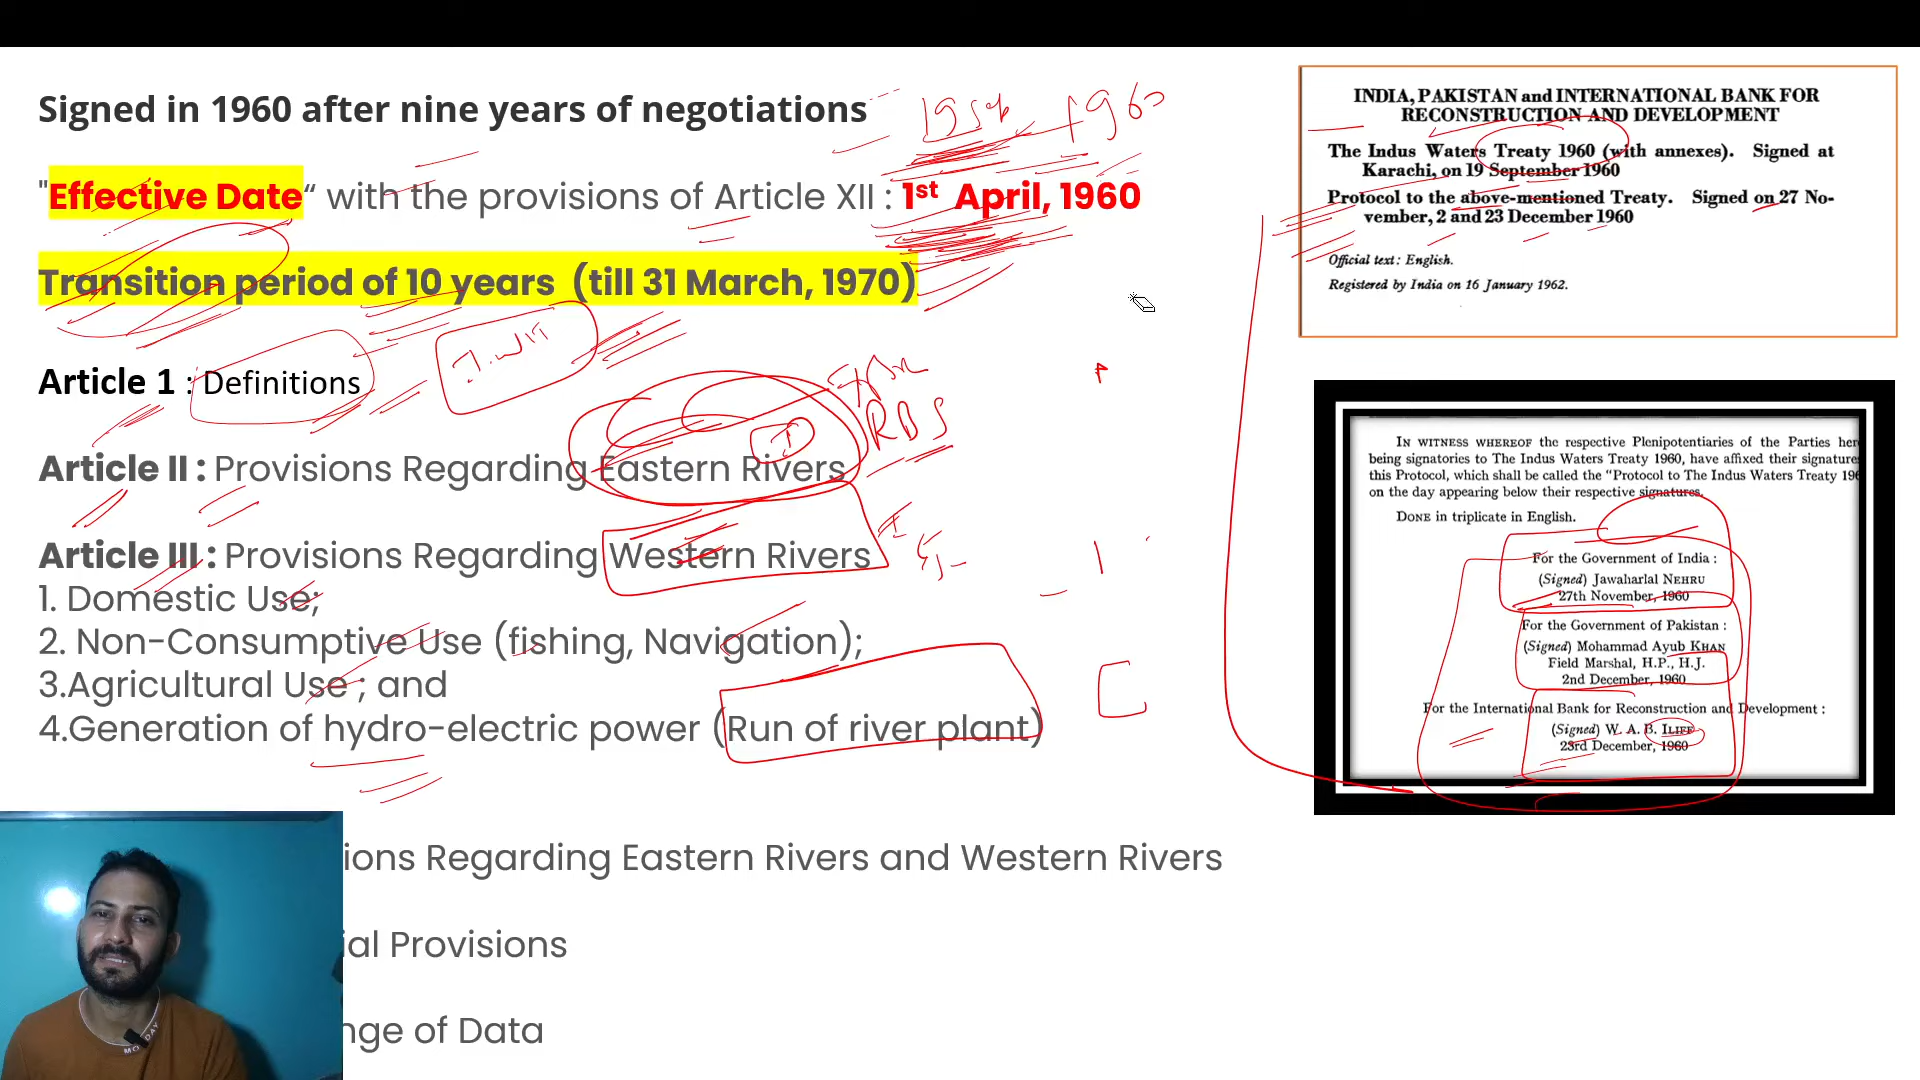 Signed in 1960 after nine years of negotiations
1954 1960
"Effective Date“ with the provisions of Article XII : 1st April, 1960
Transition period of 10 years (till 31 March, 1970)
Article 1 : Definitions
Article II : Provisions Regarding Eastern Rivers
RBS
I
Article III : Provisions Regarding Western Rivers
1. Domestic Use;
2. Non-Consumptive Use (fishing, Navigation);
3.Agricultural Use ; and
4.Generation of hydro-electric power (Run of river plant)
ions Regarding Eastern Rivers and Western Rivers
ial Provisions
nge of Data
INDIA, PAKISTAN and INTERNATIONAL BANK FOR
RECONSTRUCTION AND DEVELOPMENT
The Indus Waters Treaty 1960 (with annexes). Signed at
Karachi, on 19 September 1960
Protocol to the above-mentioned Treaty. Signed on 27 No-
vember, 2 and 23 December 1960
Official text: English.
Registered by India on 16 January 1962.
IN WITNESS WHEREOF the respective Plenipotentiaries of the Parties her
being signatories to The Indus Waters Treaty 1960, have affixed their signature
this Protocol, which shall be called the "Protocol to The Indus Waters Treaty 196
on the day appearing below their respective signatures.
DONE in triplicate in English.
For the Government of India :
(Signed) Jawaharlal NEHRU
27th November, 1960
For the Government of Pakistan :
(Signed) Mohammad Ayub KHAN
Field Marshal, H.P., H.J.
2nd December, 1960
For the International Bank for Reconstruction and Development :
(Signed) W. A. B. ILIFF
23rd December, 1960